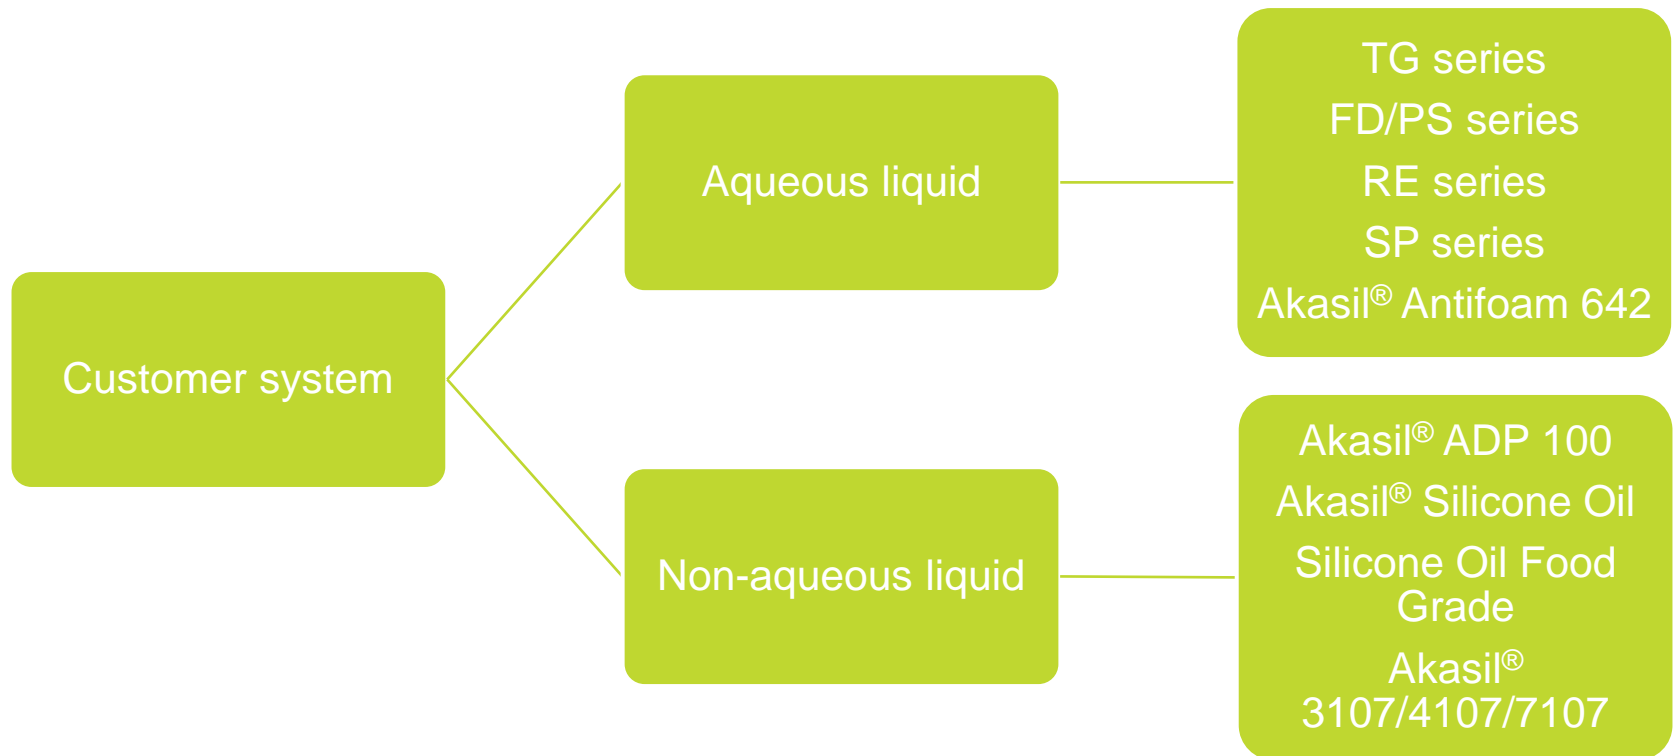 Customer system
Aqueous liquid
TG series
FD/PS series
RE series
SP series
Akasil® Antifoam 642
Non-aqueous liquid
Akasil® ADP 100
Akasil® Silicone Oil
Silicone Oil Food
Grade
Akasil®
3107/4107/7107